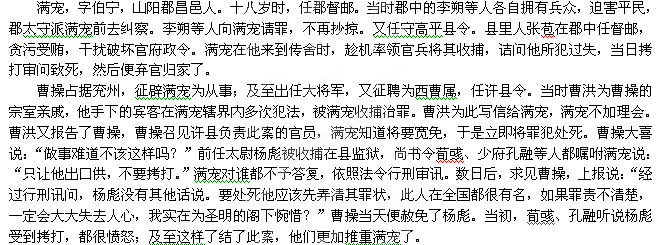 满宠，字伯宁，山阳郡昌邑人。十八岁时，任郡督邮。当时郡中的李朔等人各自拥有兵众，迫害平民，
郡太守派满宠前去纠察。李朔等人向满宠请罪，不再抄掠。又任守高平县令。县里人张苞在郡中任督邮，
贪污受贿，干扰破坏官府政令。满宠在他来到传舍时，趁机率领官兵将其收捕，诘问他所犯过失，当日拷
打审问致死，然后便弃官归家了。
曹操占据兖州，征辟满宠为从事；及至出任大将军，又征聘为西曹属，任许县令。当时曹洪为曹操的
宗室亲戚，他手下的宾客在满宠辖界内多次犯法，被满宠收捕治罪。曹洪为此写信给满宠，满宠不加理会。
曹洪又报告了曹操，曹操召见许县负责此案的官员，满宠知道将要宽免，于是立即将罪犯处死。曹操大喜
说：“做事难道不应该这样吗？”前任太尉杨彪被收捕在县监狱，尚书令荀彧、少府孔融等人都嘱咐满宠说：
“只让他出口供，不要拷打。”满宠对谁都不予答复，依照法令行刑审讯。数日后，求见曹操，上报说：“经
过行刑讯问，杨彪没有其他话说。要处死他应该先弄清其罪状，此人在全国都很有名，如果罪责不清楚，
一定会大大失去人心，我实在为圣明的阁下惋惜？”曹操当天便赦免了杨彪。当初，荀彧、孔融听说杨彪
受到拷打，都很愤怒；及至这样了结了此案，他们更加推重满宠了。